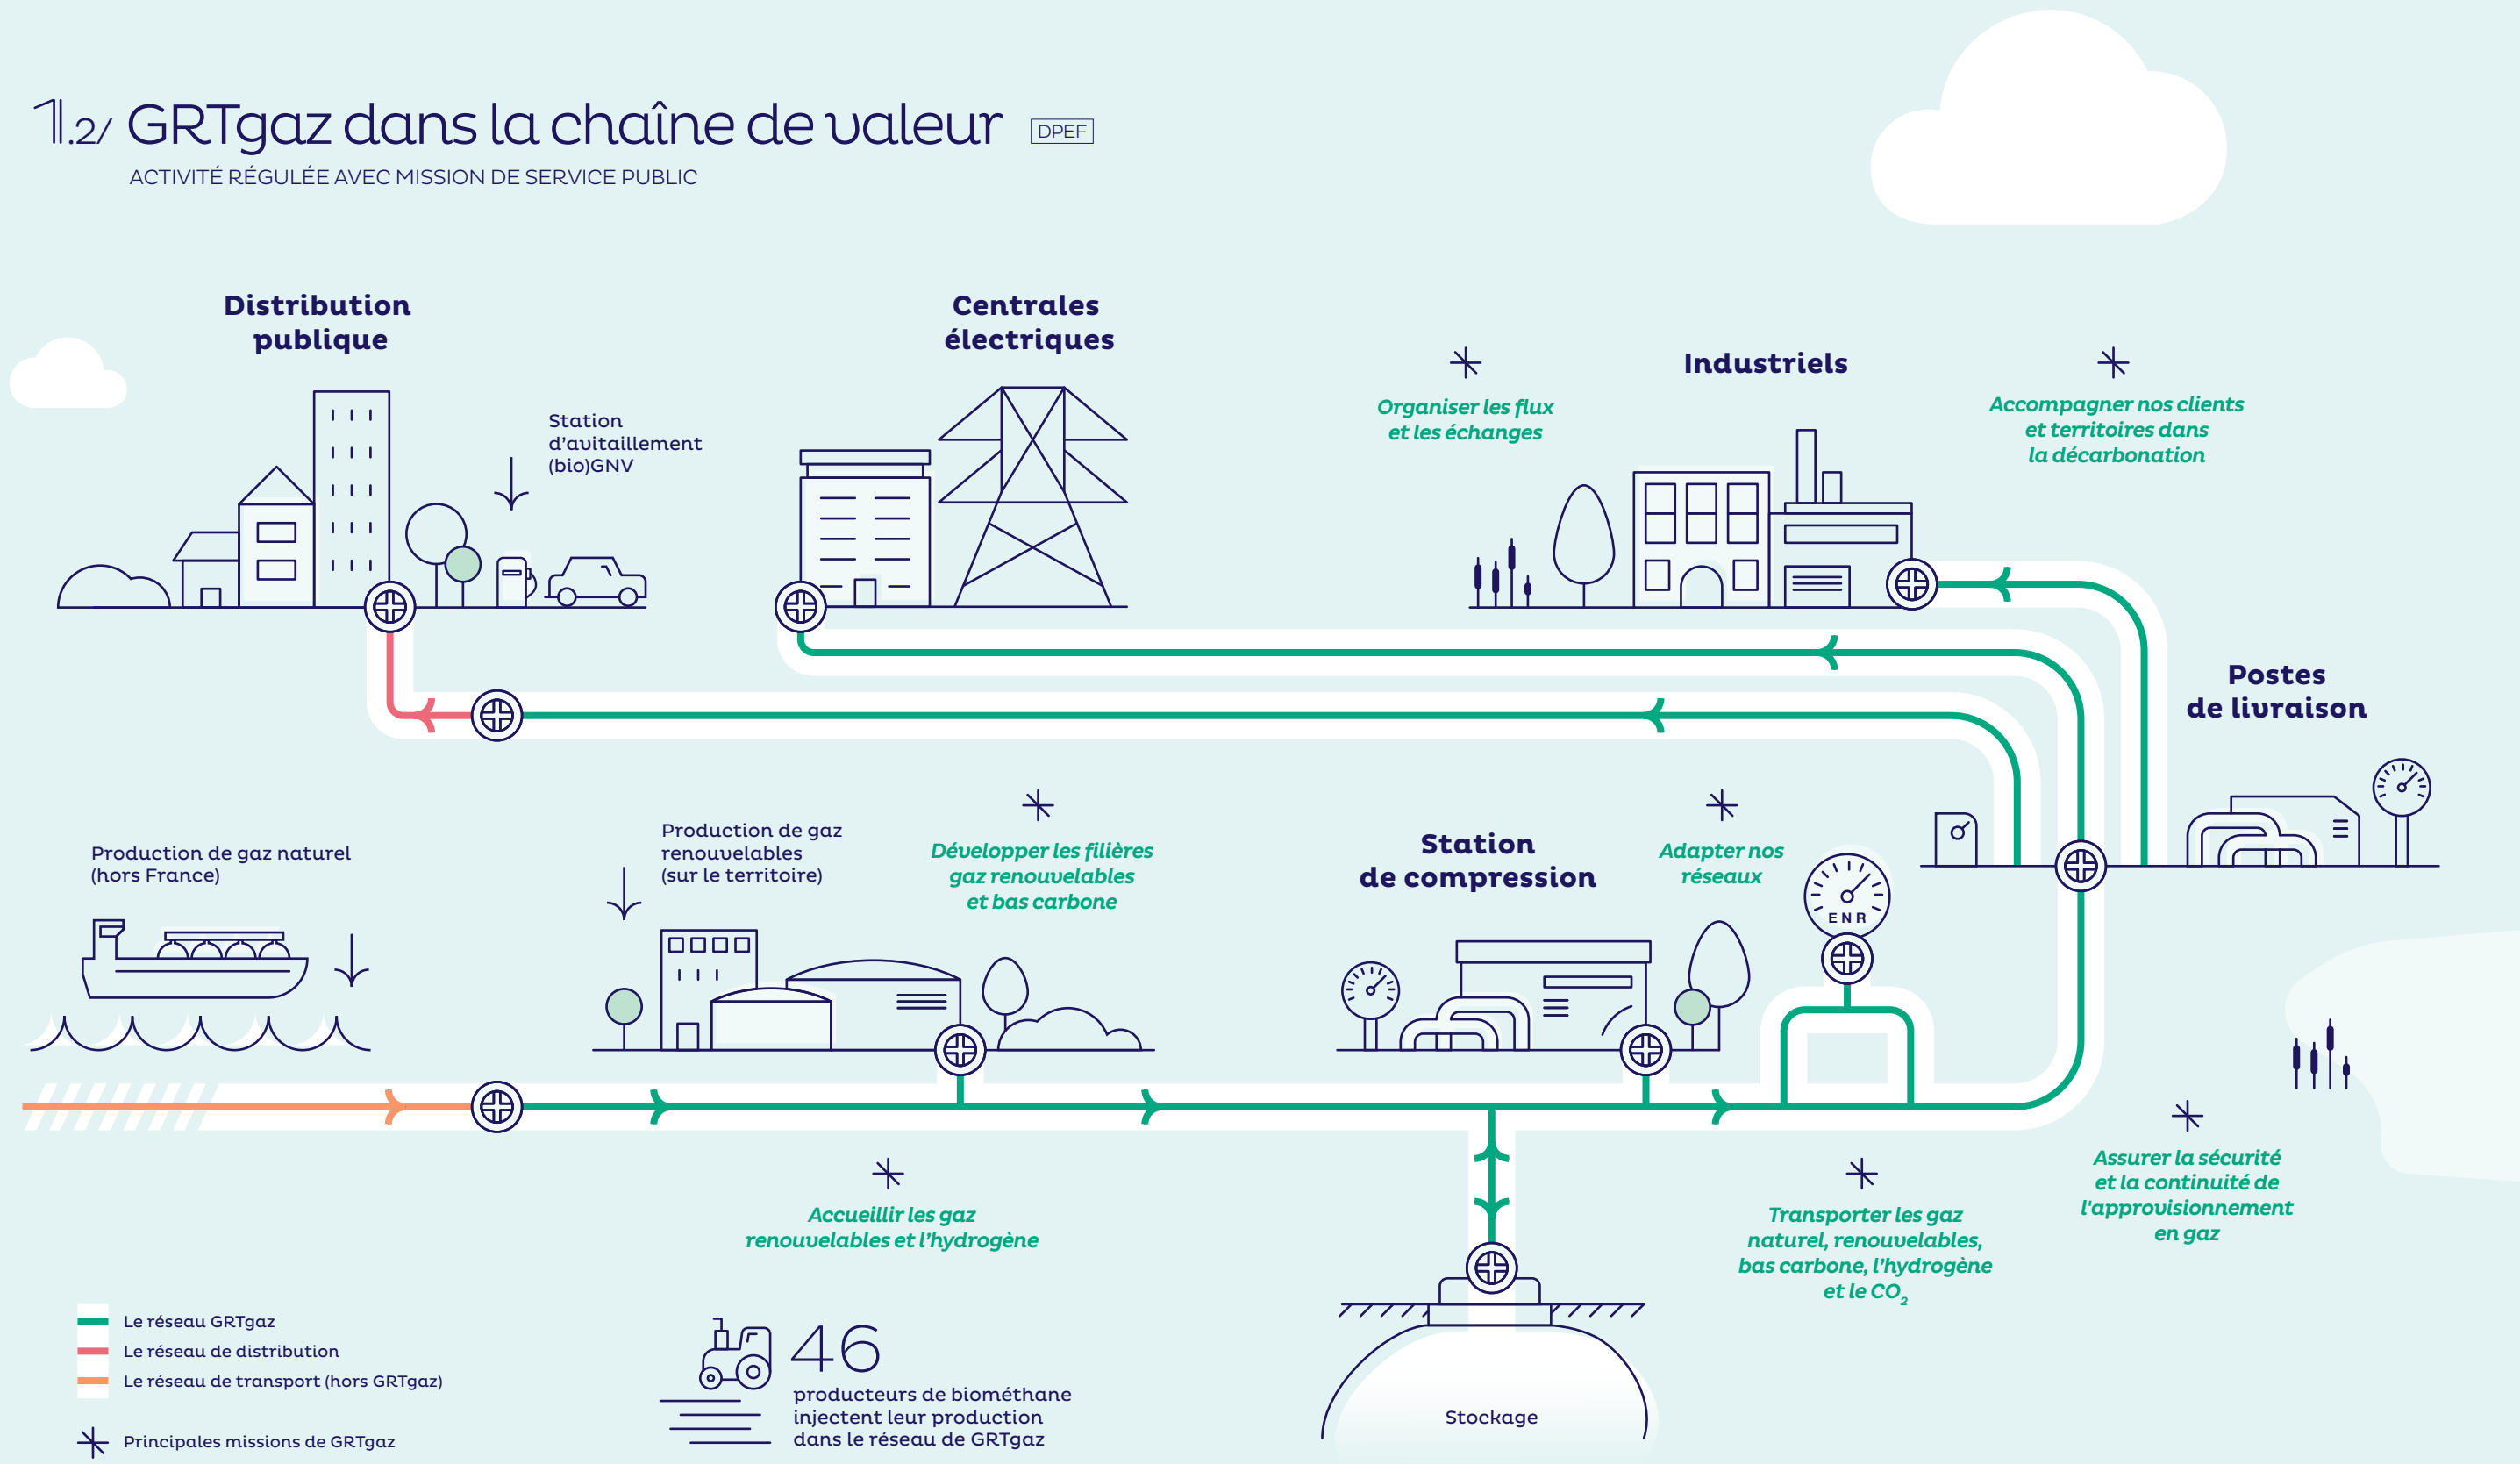 1.2/ GRTgaz dans la chaîne de valeur DPEF
ACTIVITÉ RÉGULÉE AVEC MISSION DE SERVICE PUBLIC
Distribution
publique
Station
d’avitaillement
(bio)GNV
Centrales
électriques
Organiser les flux
et les échanges
Industriels
Accompagner nos clients
et territoires dans
la décarbonation
Postes
de livraison
Production de gaz naturel
(hors France)
Production de gaz
renouvelables
(sur le territoire)
Développer les filières
gaz renouvelables
et bas carbone
Station
de compression
Adapter nos
réseaux
ENR
Accueillir les gaz
renouvelables et l’hydrogène
Transporter les gaz
naturel, renouvelables,
bas carbone, l’hydrogène
et le CO₂
Assurer la sécurité
et la continuité de
l'approvisionnement
en gaz
Le réseau GRTgaz
Le réseau de distribution
Le réseau de transport (hors GRTgaz)
Principales missions de GRTgaz
46
producteurs de biométhane
injectent leur production
dans le réseau de GRTgaz
Stockage